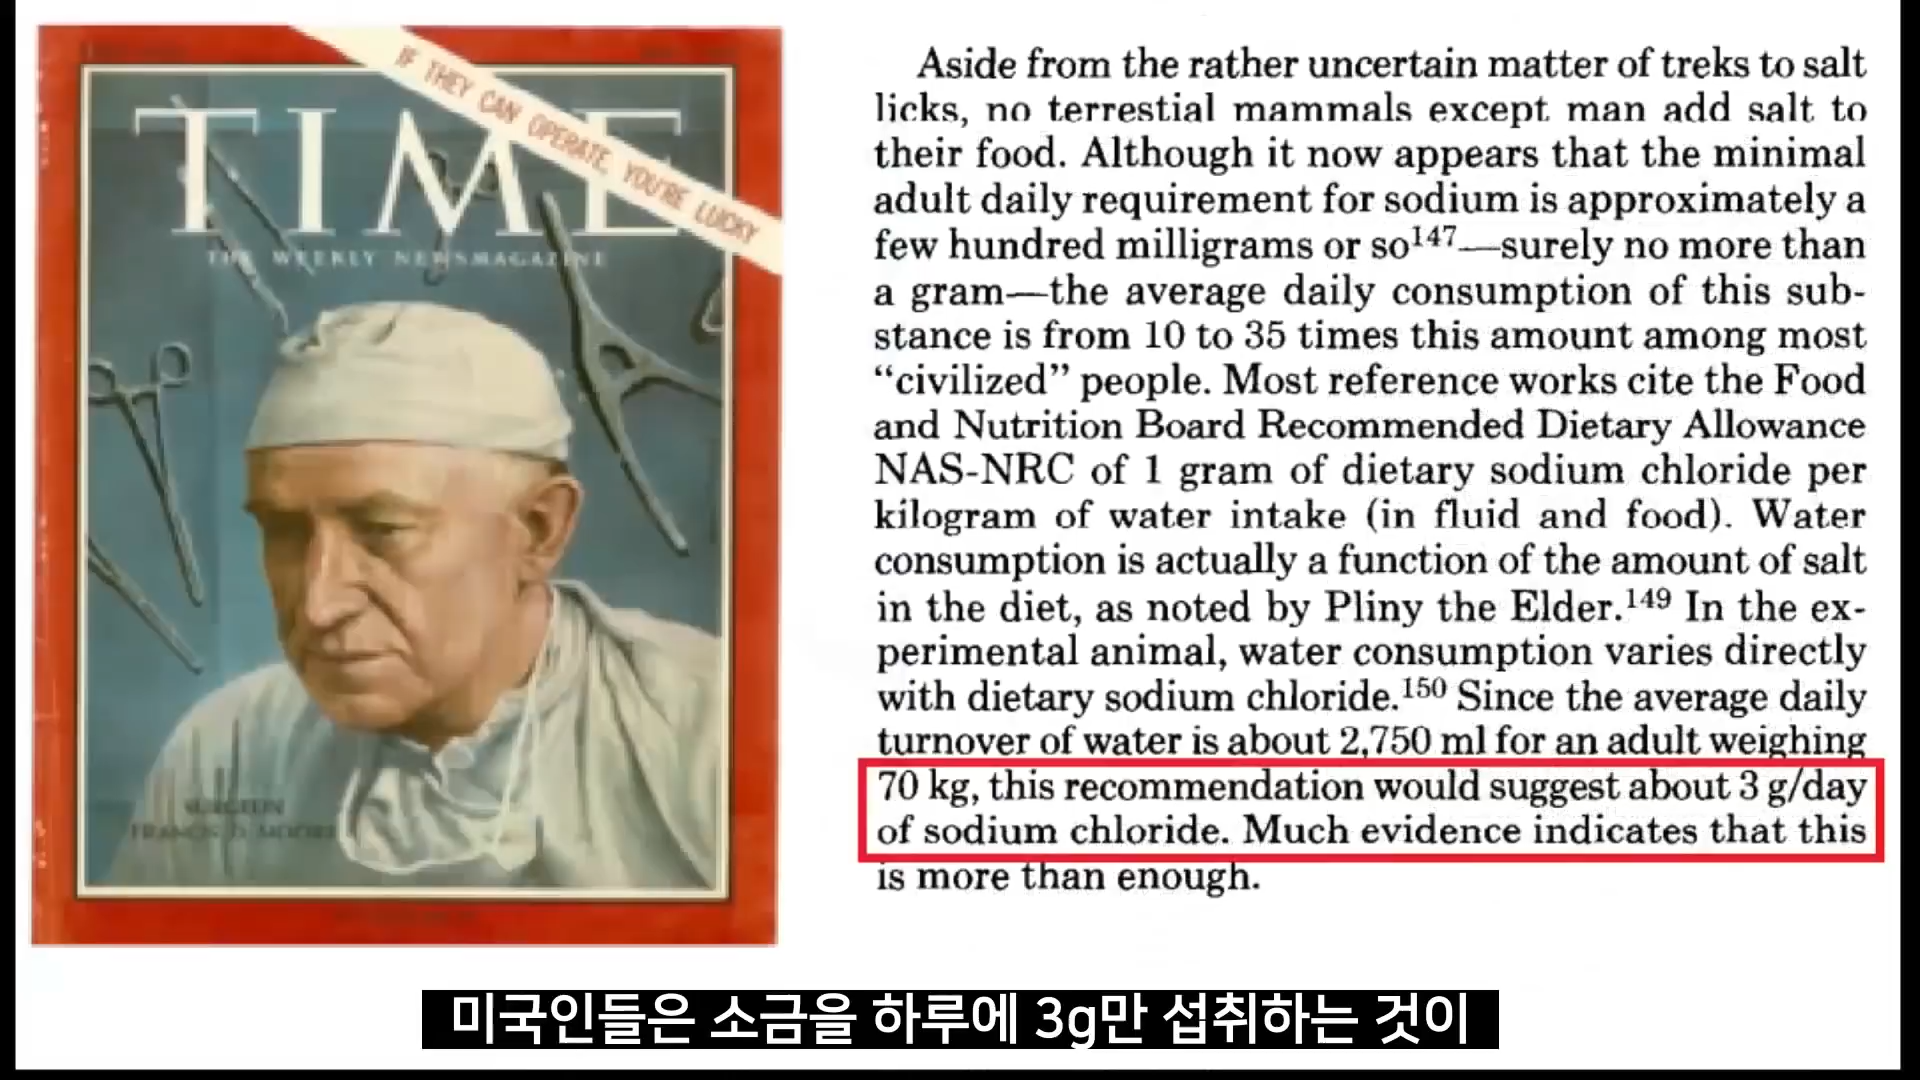 IF THEY CAN OPERATE, YOU'RE LUCKY
TIME
THE WEEKLY NEWSMAGAZINE
SURGEON
FRANCIS D. MOORE
Aside from the rather uncertain matter of treks to salt
licks, no terrestial mammals except man add salt to
their food. Although it now appears that the minimal
adult daily requirement for sodium is approximately a
few hundred milligrams or so147—surely no more than
a gram—the average daily consumption of this sub-
stance is from 10 to 35 times this amount among most
“civilized” people. Most reference works cite the Food
and Nutrition Board Recommended Dietary Allowance
NAS-NRC of 1 gram of dietary sodium chloride per
kilogram of water intake (in fluid and food). Water
consumption is actually a function of the amount of salt
in the diet, as noted by Pliny the Elder.149 In the ex-
perimental animal, water consumption varies directly
with dietary sodium chloride.150 Since the average daily
turnover of water is about 2,750 ml for an adult weighing
70 kg, this recommendation would suggest about 3 g/day
of sodium chloride. Much evidence indicates that this
is more than enough.
미국인들은 소금을 하루에 3g만 섭취하는 것이